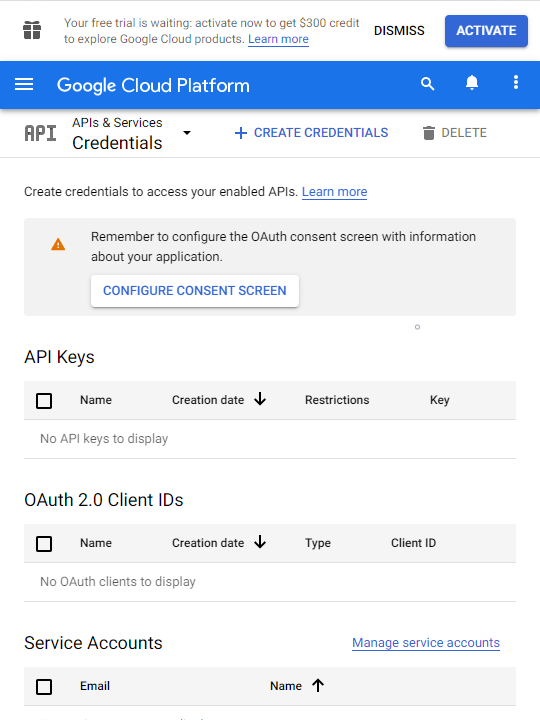 Your free trial is waiting: activate now to get $300 credit
to explore Google Cloud products. Learn more
DISMISS
ACTIVATE
Google Cloud Platform
API
APIs & Services
Credentials
CREATE CREDENTIALS
DELETE
Create credentials to access your enabled APIs. Learn more
Remember to configure the OAuth consent screen with information
about your application.
CONFIGURE CONSENT SCREEN
API Keys
Name Creation date Restrictions Key
No API keys to display
OAuth 2.0 Client IDs
Name Creation date Type Client ID
No OAuth clients to display
Service Accounts
Manage service accounts
Email Name